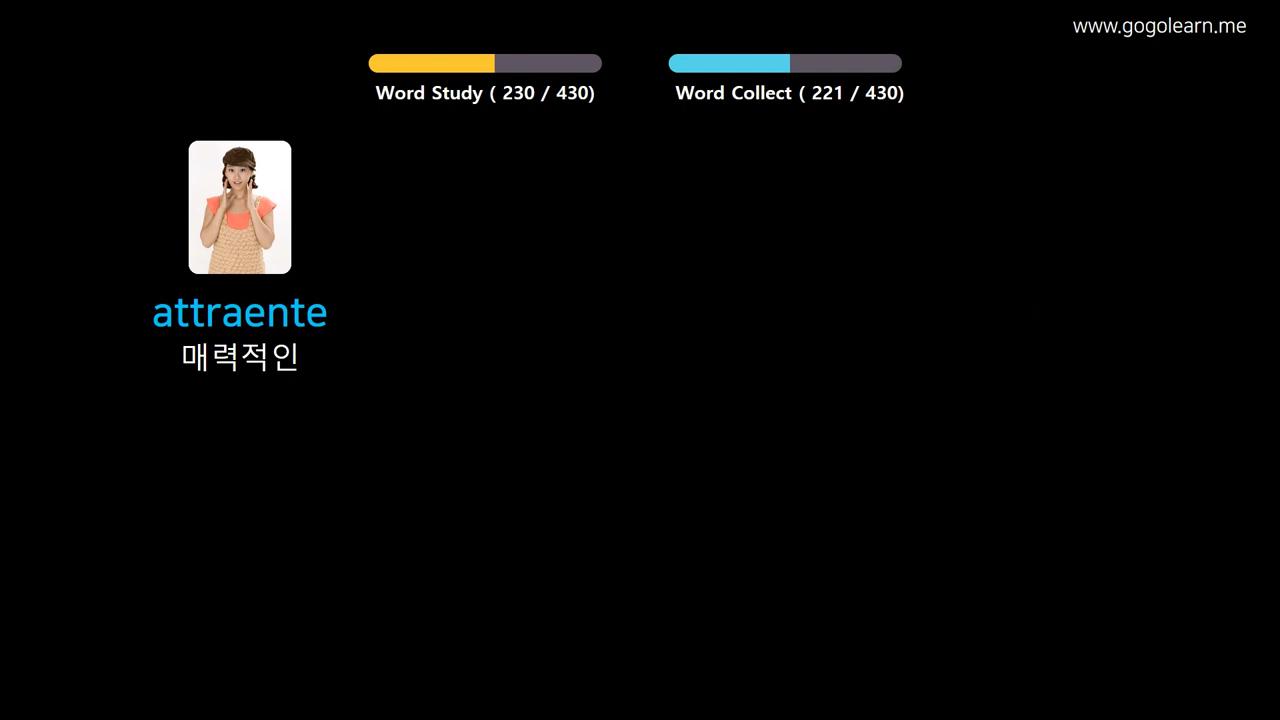 www.gogolearn.me
Word Study ( 230 / 430)
Word Collect ( 221 / 430)
attraente
매력적인